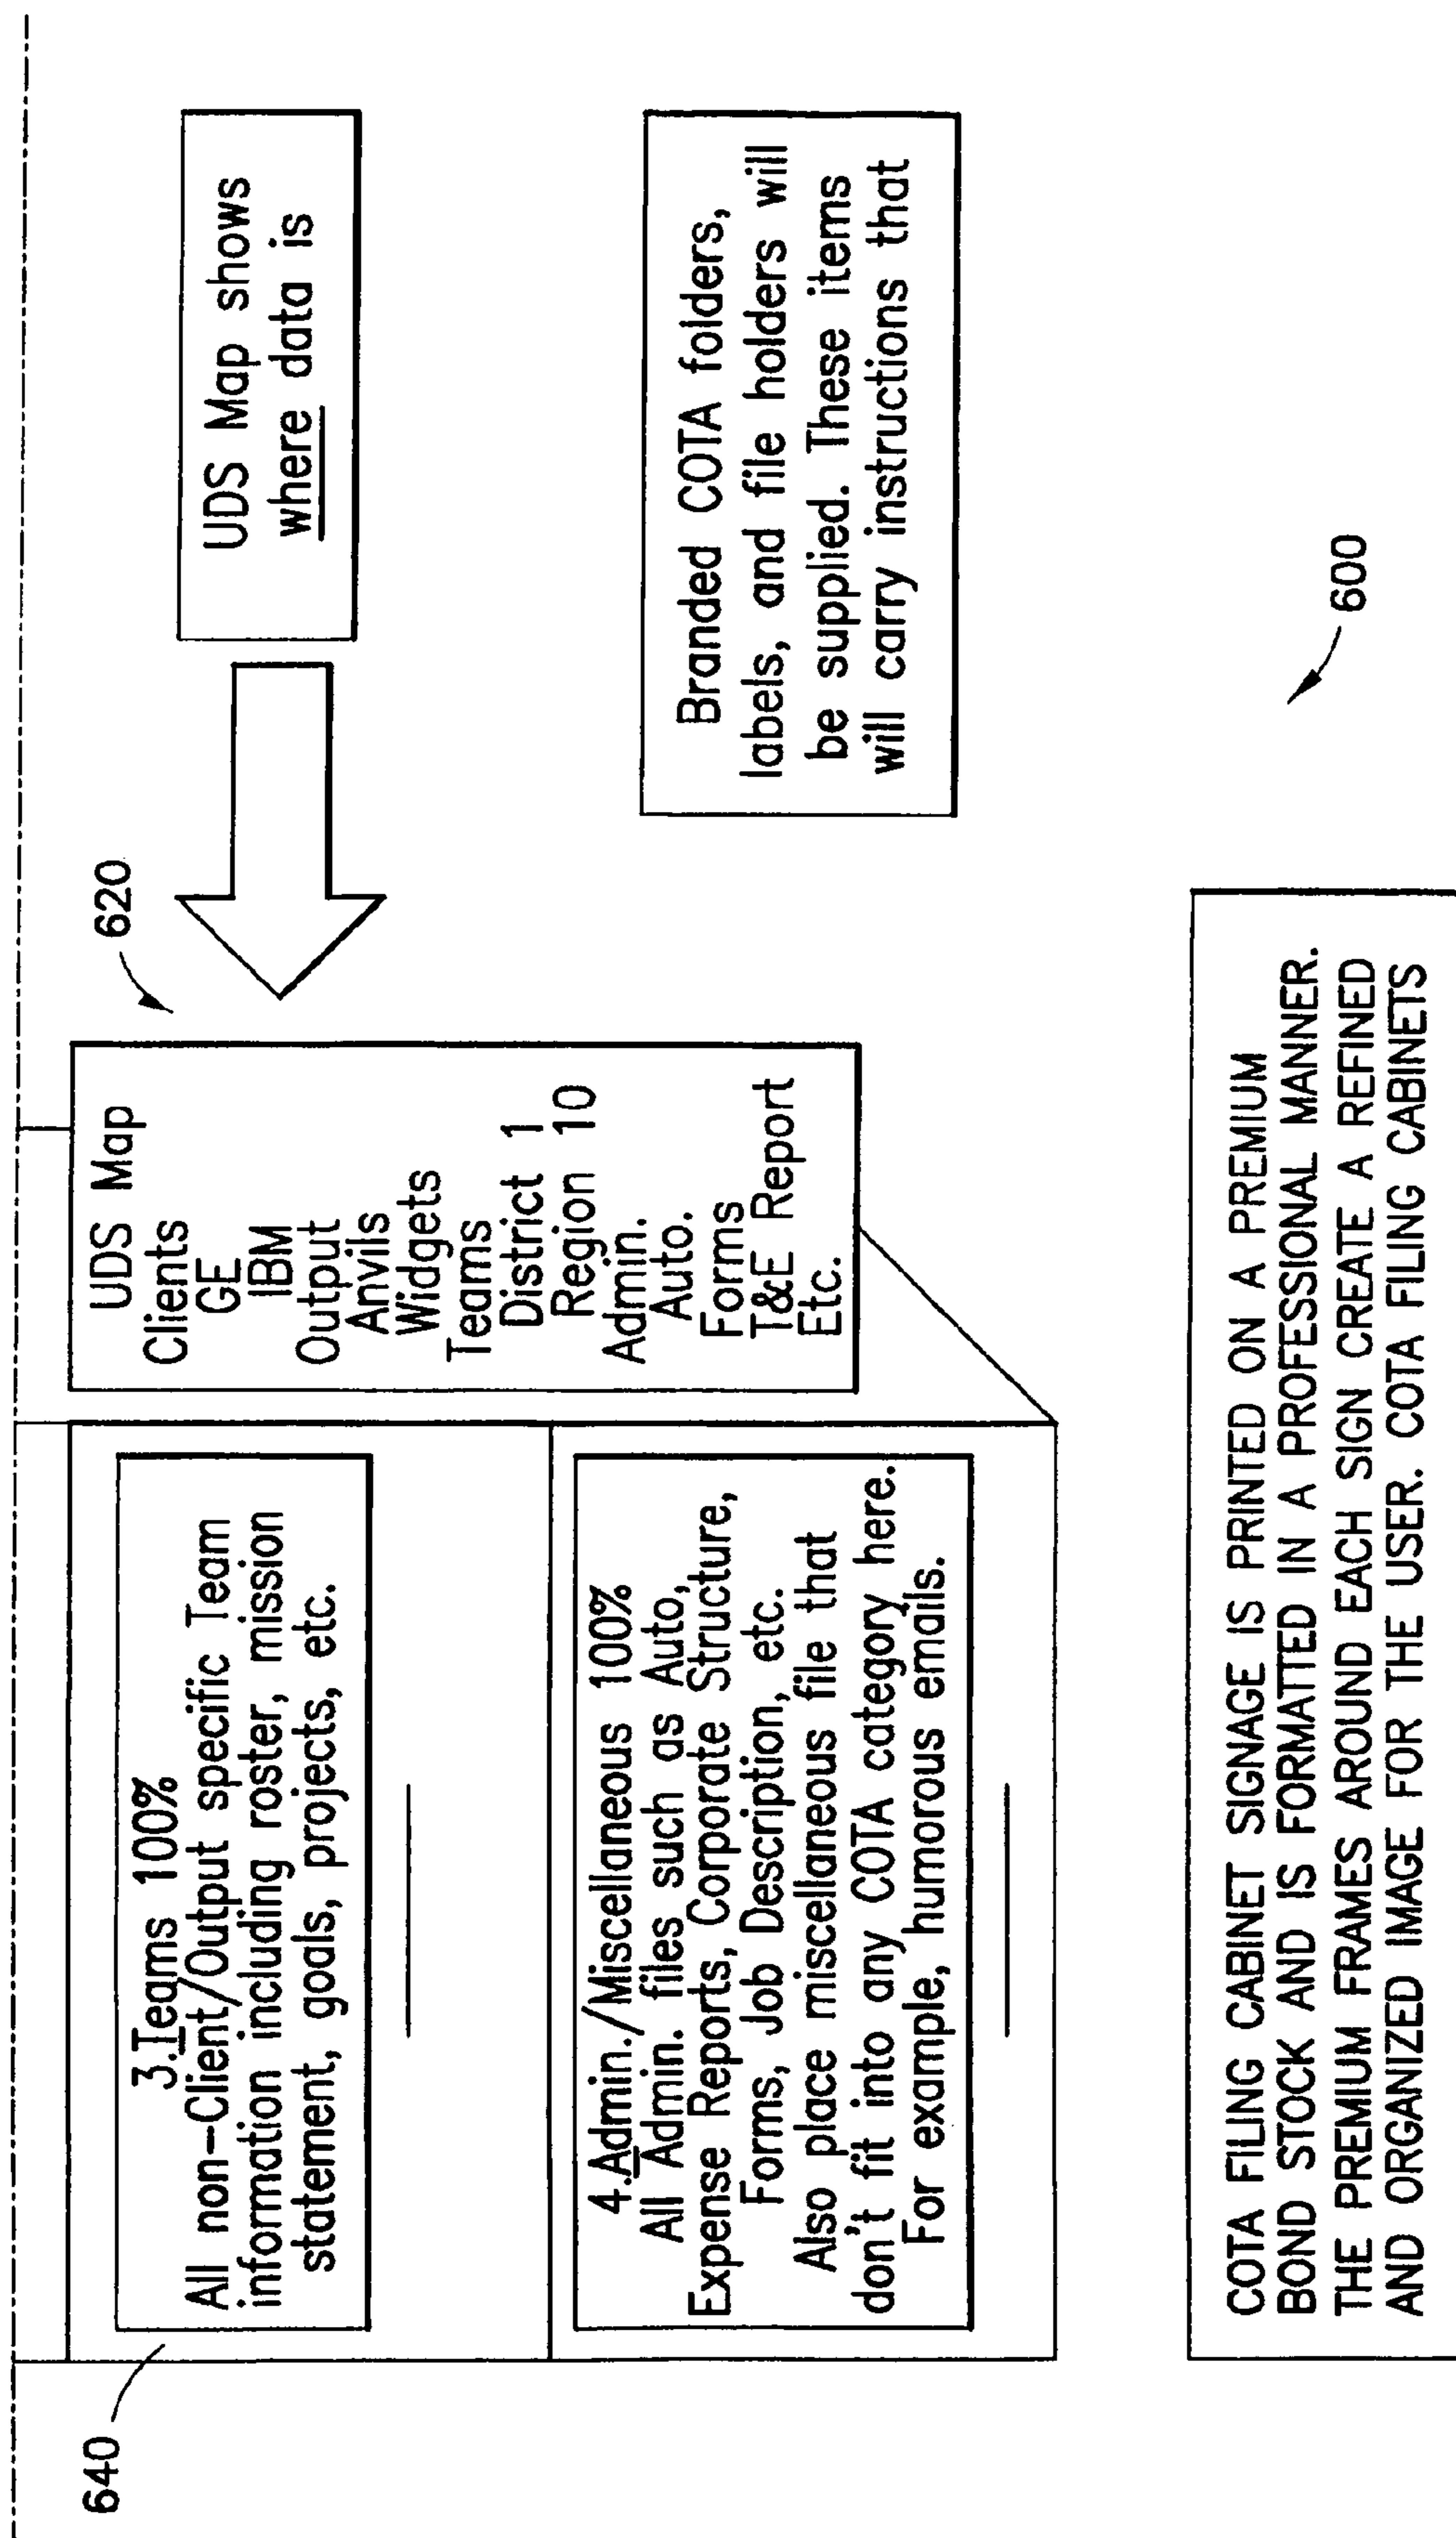 640
3.Teams 100%
All non-Client/Output specific Team
information including roster, mission
statement, goals, projects, etc.
4.Admin./Miscellaneous 100%
All Admin. files such as Auto,
Expense Reports, Corporate Structure,
Forms, Job Description, etc.
Also place miscellaneous file that
don't fit into any COTA category here.
For example, humorous emails.
620
UDS Map
Clients
GE
IBM
Output
Anvils
Widgets
Teams
District 1
Region 10
Admin.
Auto.
Forms
T&E Report
Etc.
UDS Map shows
where data is
Branded COTA folders,
labels, and file holders will
be supplied. These items
will carry instructions that
COTA FILING CABINET SIGNAGE IS PRINTED ON A PREMIUM
BOND STOCK AND IS FORMATTED IN A PROFESSIONAL MANNER.
THE PREMIUM FRAMES AROUND EACH SIGN CREATE A REFINED
AND ORGANIZED IMAGE FOR THE USER. COTA FILING CABINETS
600